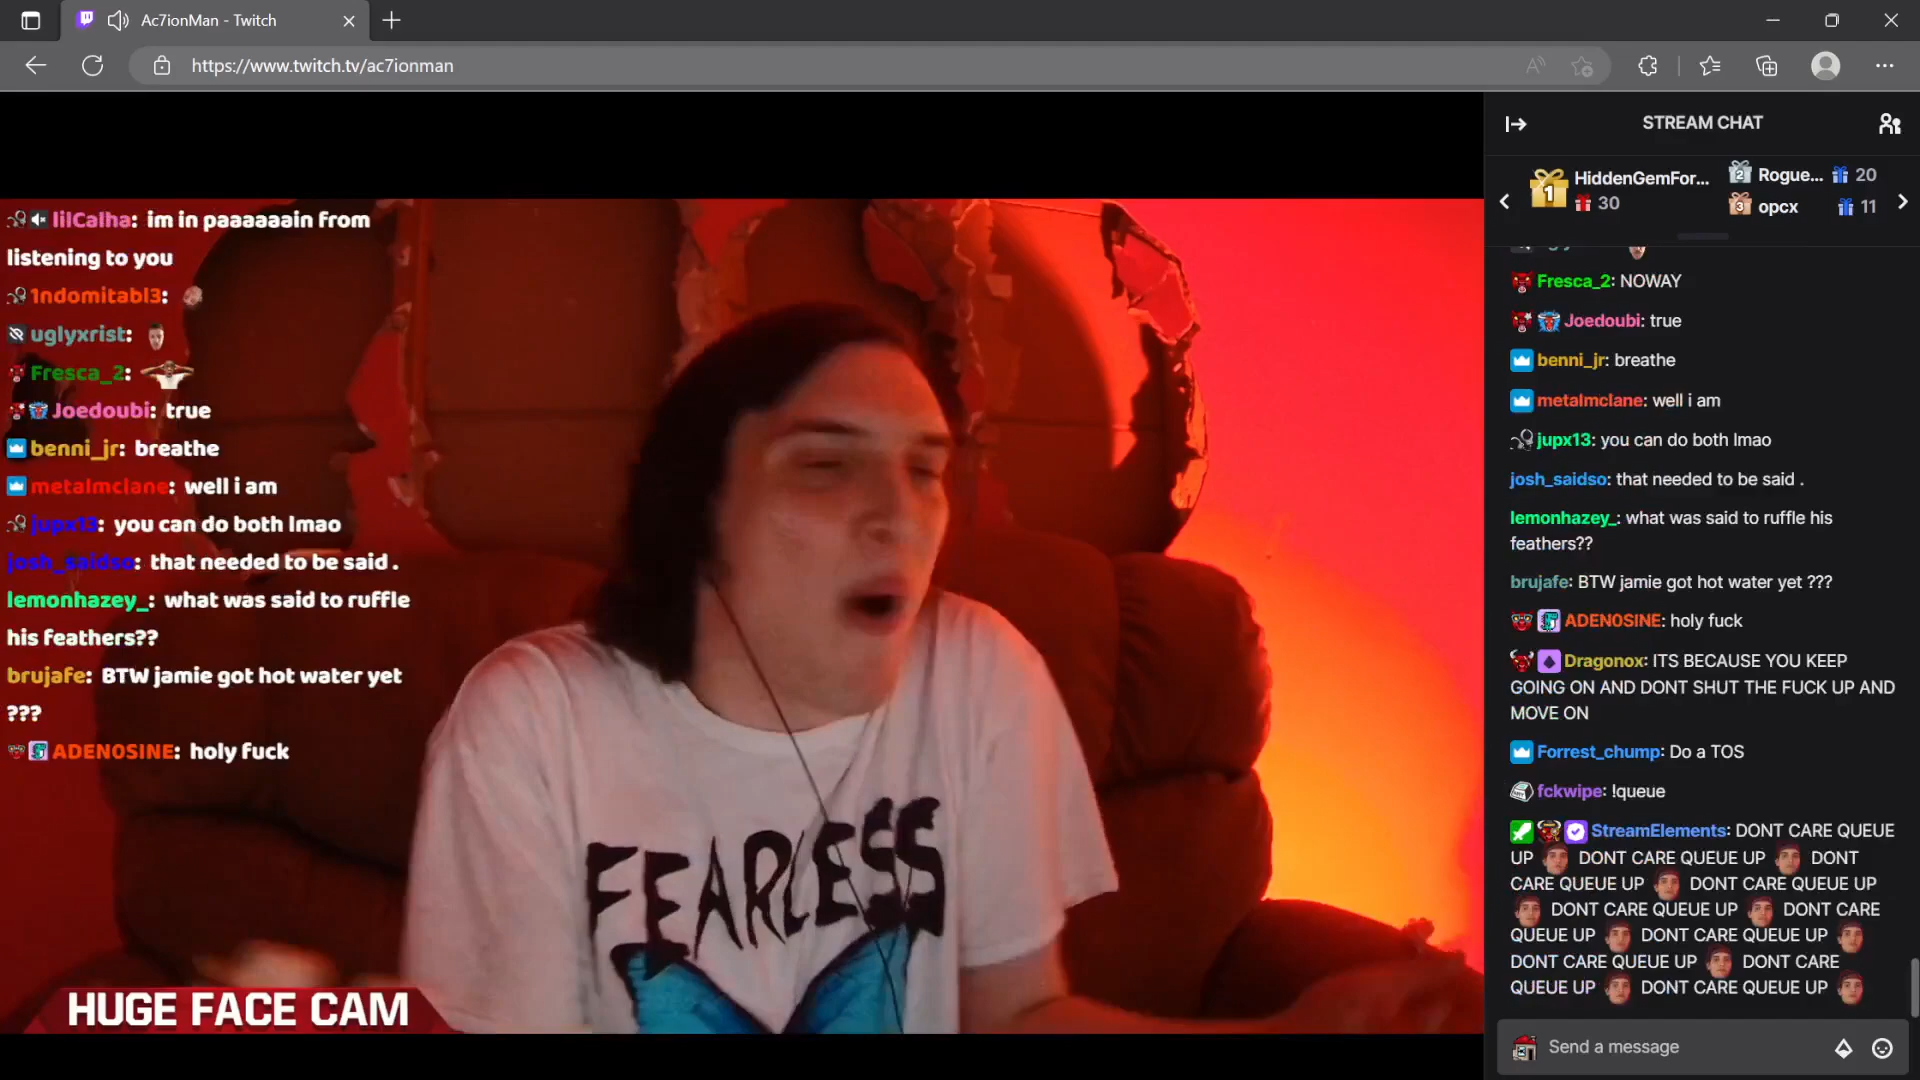 Ac7ionMan - Twitch
https://www.twitch.tv/ac7ionman
lilCalha: im in paaaaaain from
listening to you
1ndomitabl3:
uglyxrist:
Fresca_2:
Joedoubi: true
benni_jr: breathe
metalmclane: well i am
jupx13: you can do both lmao
josh_saidso: that needed to be said .
lemonhazey_: what was said to ruffle
his feathers??
brujafe: BTW jamie got hot water yet
???
ADEN0SINE: holy fuck
FEARLESS
HUGE FACE CAM
STREAM CHAT
1 HiddenGemFor... 30
2 Rogue... 20
3 opcx 11
Fresca_2: NOWAY
Joedoubi: true
benni_jr: breathe
metalmclane: well i am
jupx13: you can do both lmao
josh_saidso: that needed to be said .
lemonhazey_: what was said to ruffle his
feathers??
brujafe: BTW jamie got hot water yet ???
ADEN0SINE: holy fuck
Dragonox: ITS BECAUSE YOU KEEP
GOING ON AND DONT SHUT THE FUCK UP AND
MOVE ON
Forrest_chump: Do a TOS
fckwipe: !queue
StreamElements: DONT CARE QUEUE
UP DONT CARE QUEUE UP DONT
CARE QUEUE UP DONT CARE QUEUE UP
DONT CARE QUEUE UP DONT CARE
QUEUE UP DONT CARE QUEUE UP
DONT CARE QUEUE UP DONT CARE
QUEUE UP DONT CARE QUEUE UP
Send a message